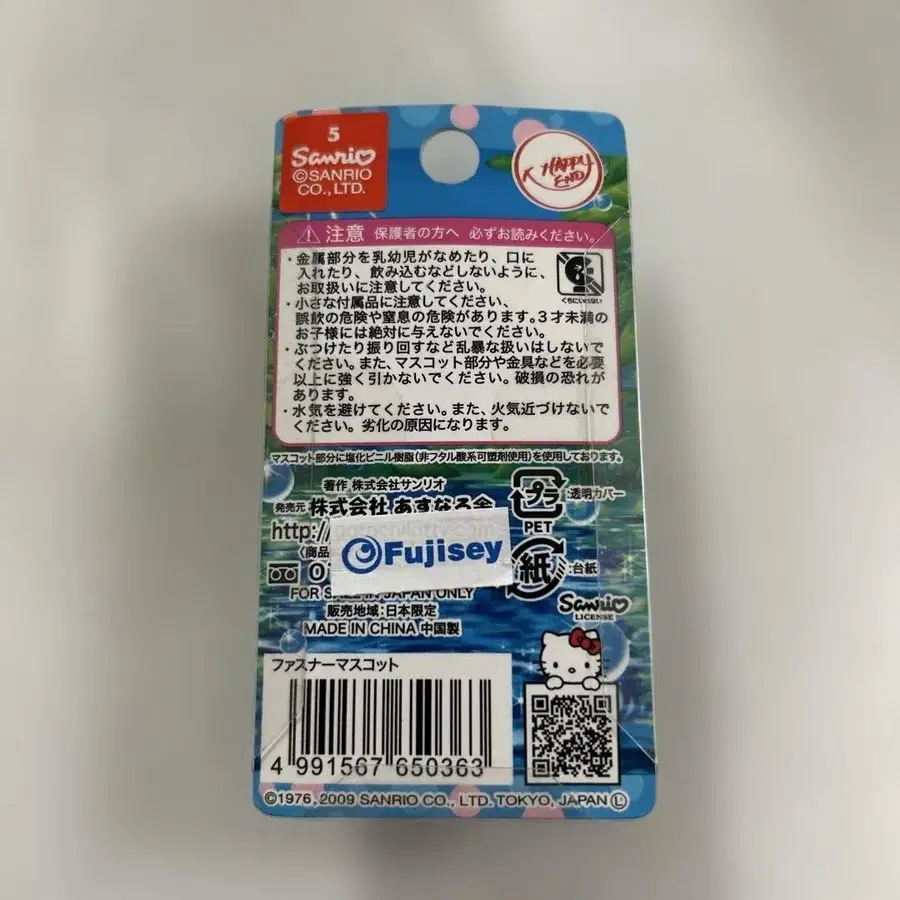 5
Sanrio
©SANRIO
CO., LTD.
HAPPY
END
注意 保護者の方へ 必ずお読みください。
・金属部分を乳幼児がなめたり、口に
入れたり、飲み込むなどしないように、
お取扱いに注意してください。
・小さな付属品に注意してください、
誤飲の危険や窒息の危険があります。3才未満の
お子様には絶対に与えないでください。
・ぶつけたり振り回すなど乱暴な扱いはしないで
ください。また、マスコット部分や金具などを必要
以上に強く引かないでください。破損の恐れが
あります。
・水気を避けてください。また、火気近づけないで
ください。劣化の原因になります。
くちにいれない
マスコット部分に塩化ビニル樹脂(非フタル酸系可塑剤使用)を使用しております。
著作 株式会社サンリオ
発売元 株式会社 あすなろ舎
http://
〈商品
Fujisey
FOR SALE IN JAPAN ONLY
販売地域:日本限定
MADE IN CHINA 中国製
プラ :透明カバー
PET
紙 :台紙
Sanrio
LICENSE
ファスナーマスコット
4 991567 650363
©1976, 2009 SANRIO CO., LTD. TOKYO, JAPAN Ⓛ